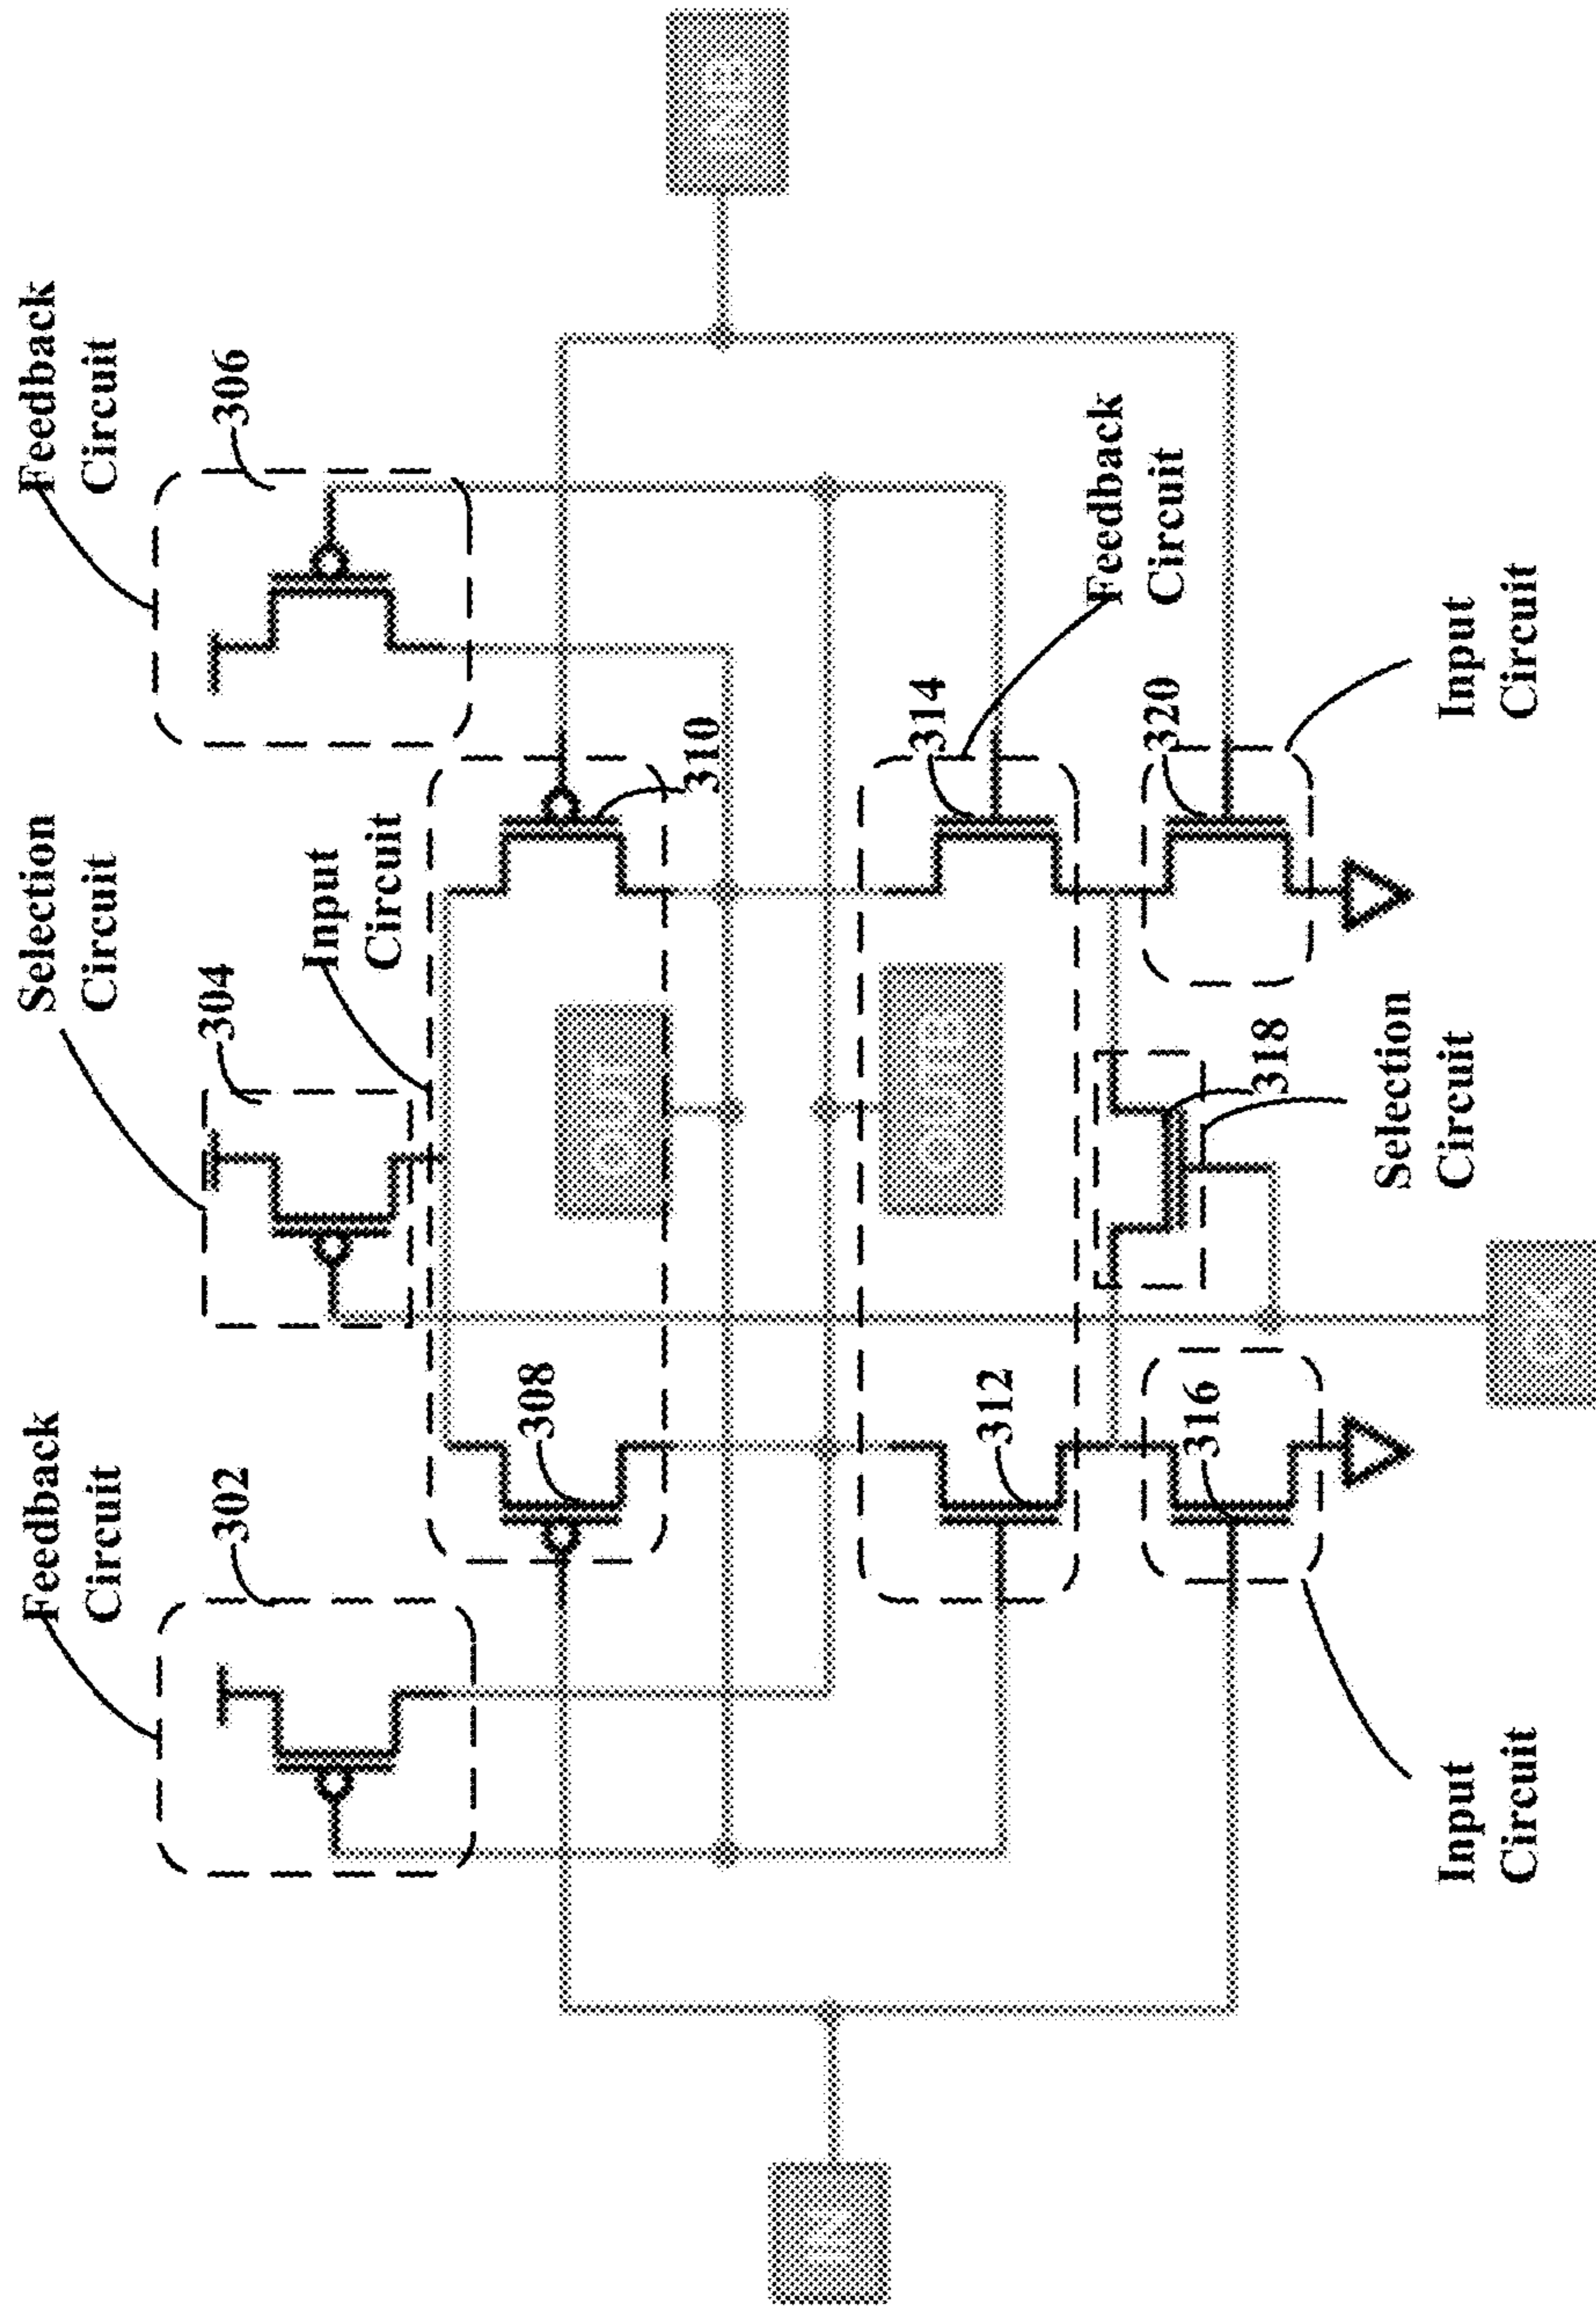 Feedback
Circuit
302
Selection
Circuit
304
Feedback
Circuit
306
Input
Circuit
308
310
312
314
Feedback
Circuit
316
318
320
Input
Circuit
Selection
Circuit
Input
Circuit